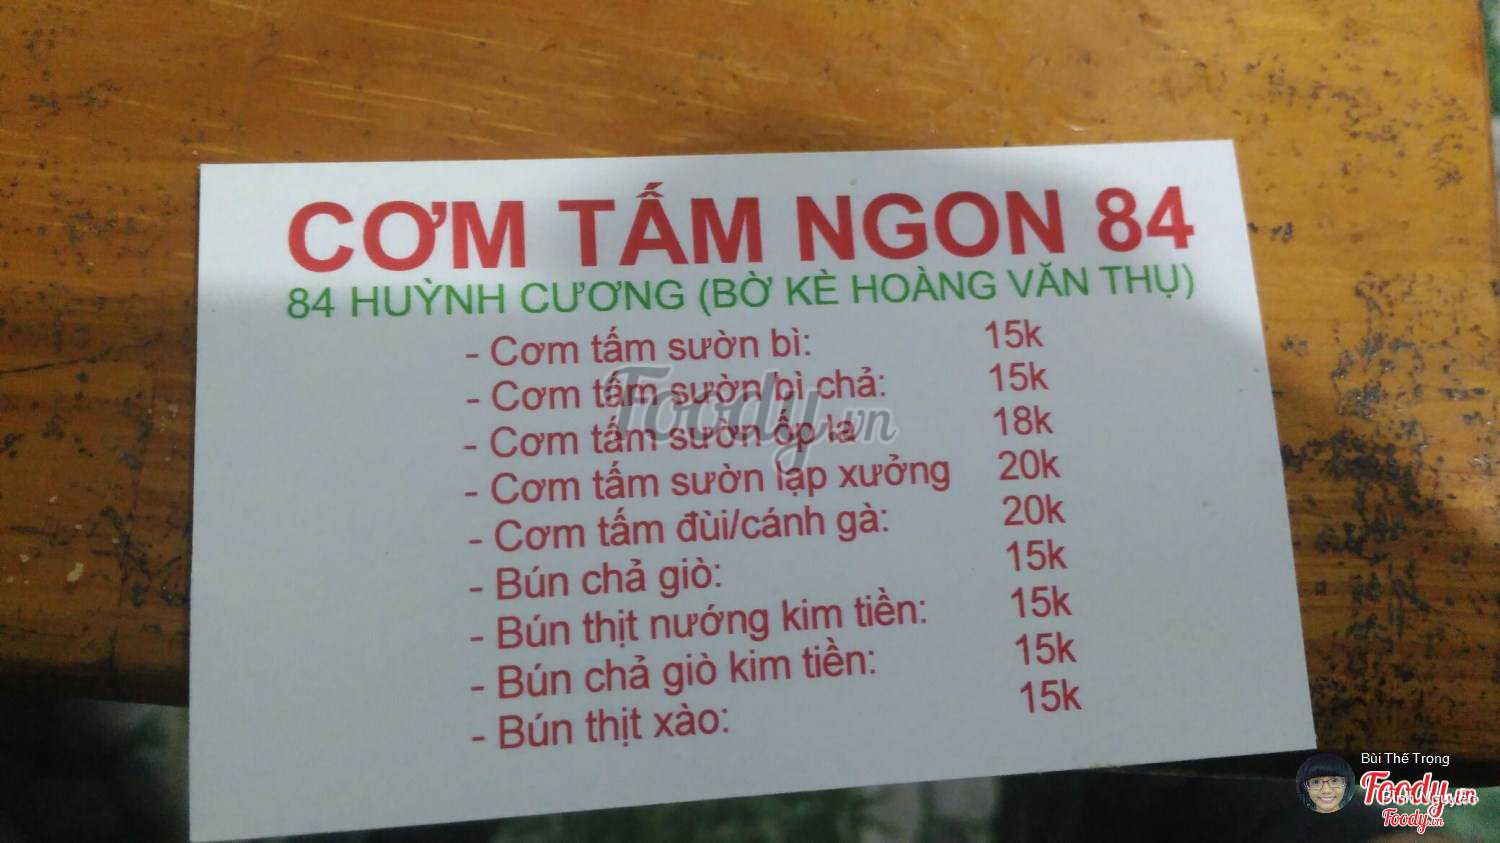 CƠM TẤM NGON 84
84 HUỲNH CƯƠNG (BỜ KÈ HOÀNG VĂN THỤ)
- Cơm tấm sườn bì: 15k
- Cơm tấm sườn bì chả: 15k
- Cơm tấm sườn ốp la 18k
- Cơm tấm sườn lạp xưởng 20k
- Cơm tấm đùi/cánh gà: 20k
- Bún chả giò: 15k
- Bún thịt nướng kim tiền: 15k
- Bún chả giò kim tiền: 15k
- Bún thịt xào: 15k
Foody.vn
Bùi Thế Trọng
Foody.vn
Foody.vn